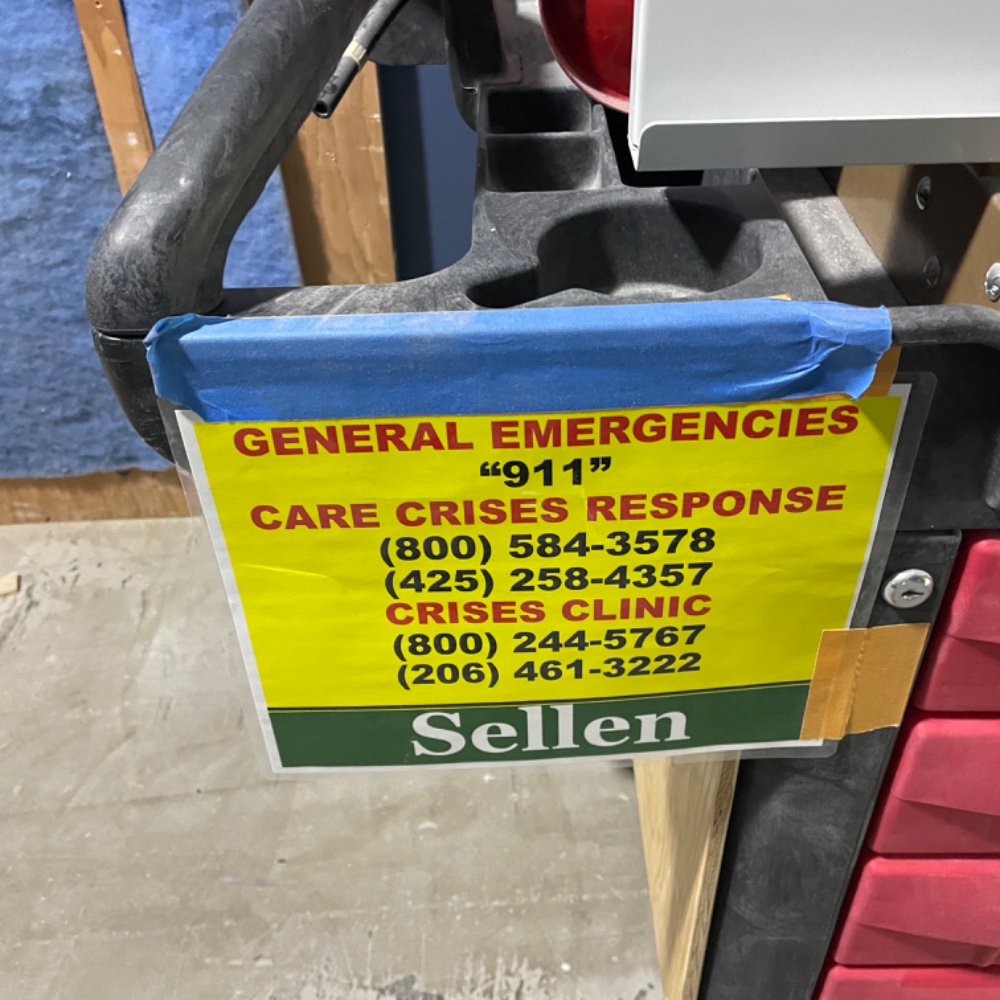 GENERAL EMERGENCIES
“911”
CARE CRISES RESPONSE
(800) 584-3578
(425) 258-4357
CRISES CLINIC
(800) 244-5767
(206) 461-3222
Sellen